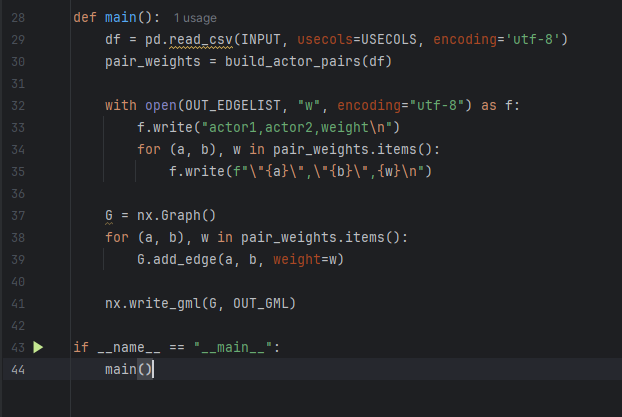 28 def main(): 1 usage
29     df = pd.read_csv(INPUT, usecols=USECOLS, encoding='utf-8')
30     pair_weights = build_actor_pairs(df)
31
32     with open(OUT_EDGELIST, "w", encoding="utf-8") as f:
33         f.write("actor1,actor2,weight\n")
34         for (a, b), w in pair_weights.items():
35             f.write(f"\"{a}\",\"{b}\",{w}\n")
36
37     G = nx.Graph()
38     for (a, b), w in pair_weights.items():
39         G.add_edge(a, b, weight=w)
40
41     nx.write_gml(G, OUT_GML)
42
43 if __name__ == "__main__":
44     main()